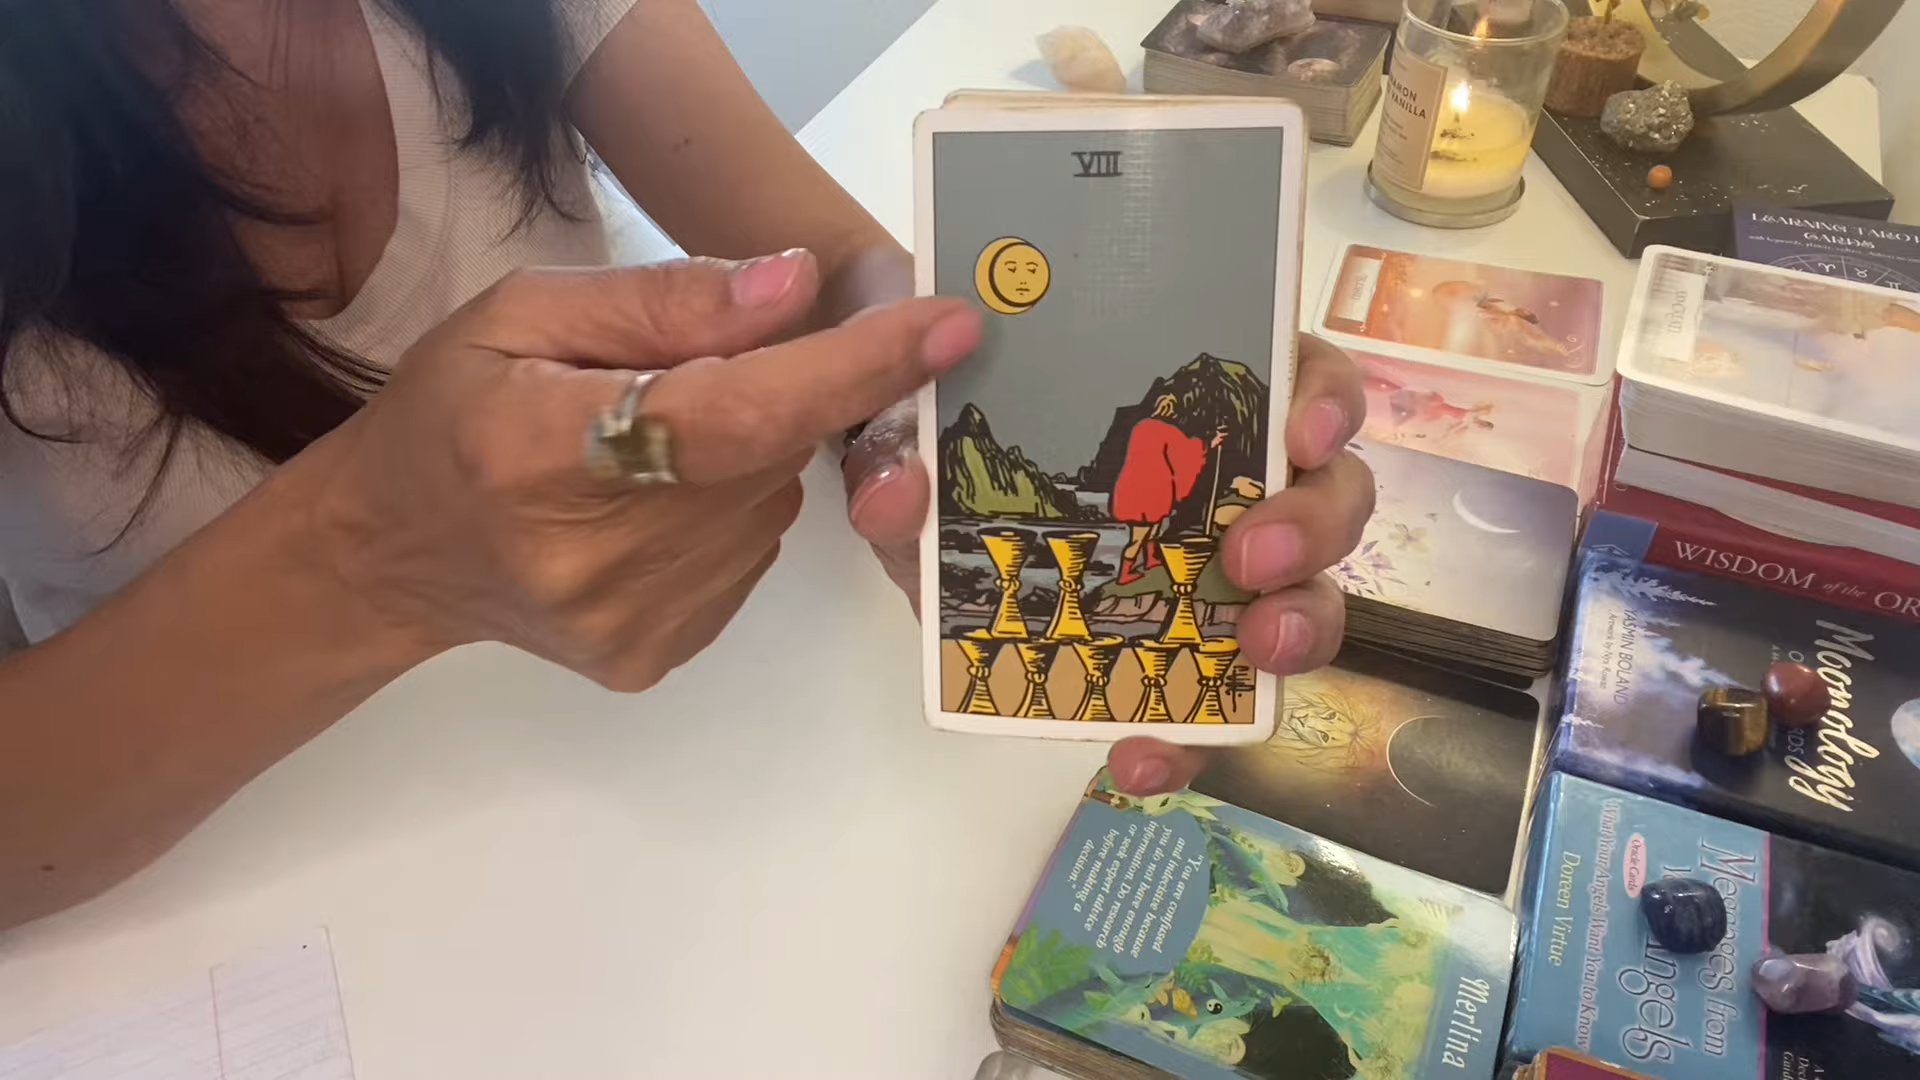 VIII
AMON
VANILLA
LEARNING TAROT
CARDS
WISDOM of the OR
YASMIN BOLAND
Moonology
"You are confused
and indecisive because
you do not have enough
information. Do research
or seek expert advice
before making a
decision."
Merlina
Messages from
Angels
What Your Angels Want You to Know
Oracle Cards
Doreen Virtue